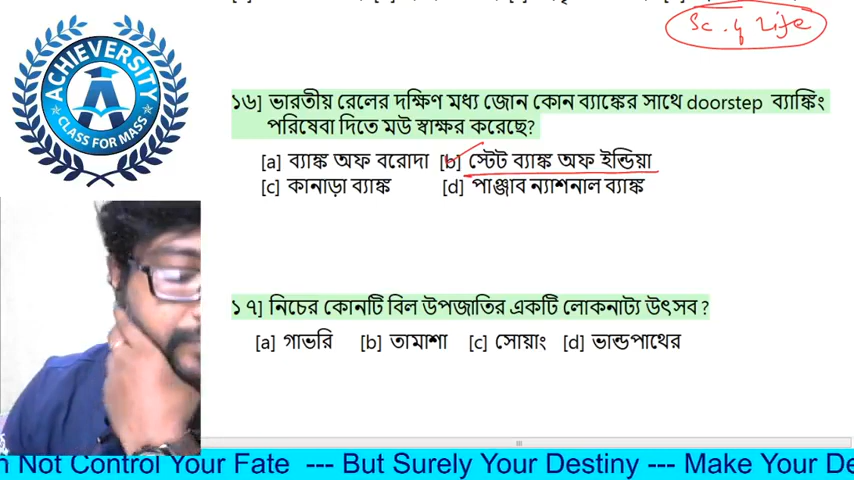 Sc. of Life
ACHIEVERSITY
CLASS FOR MASS
১৬] ভারতীয় রেলের দক্ষিণ মধ্য জোন কোন ব্যাঙ্কের সাথে doorstep ব্যাঙ্কিং
পরিষেবা দিতে মউ স্বাক্ষর করেছে?
[a] ব্যাঙ্ক অফ বরোদা [b] স্টেট ব্যাঙ্ক অফ ইন্ডিয়া
[c] কানাড়া ব্যাঙ্ক [d] পাঞ্জাব ন্যাশনাল ব্যাঙ্ক
১৭] নিচের কোনটি বিল উপজাতির একটি লোকনাট্য উৎসব?
[a] গাভরি [b] তামাশা [c] সোয়াং [d] ভান্ডপাথের
n Not Control Your Fate --- But Surely Your Destiny --- Make Your De